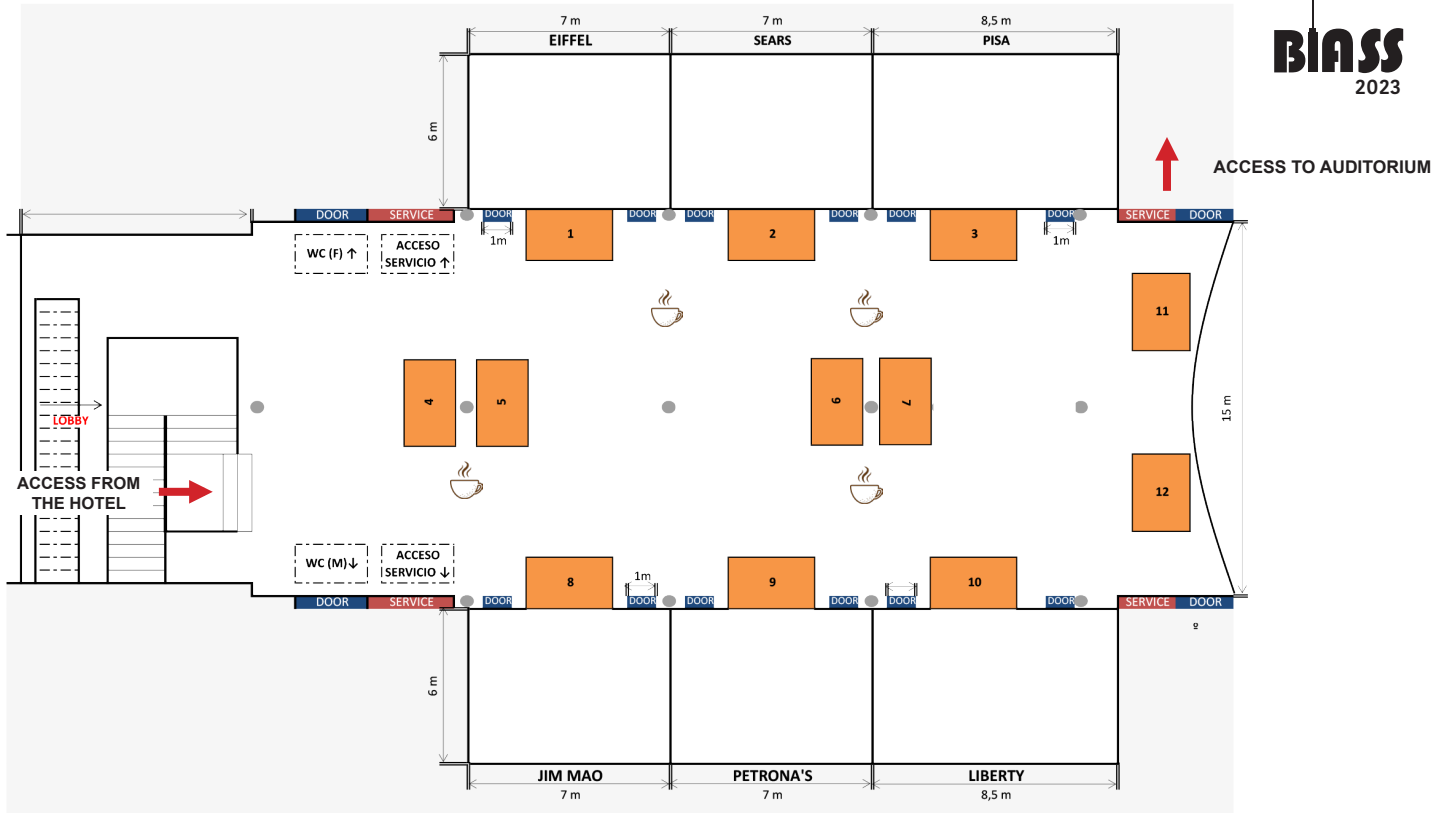 7 m
7 m
8,5 m
EIFFEL
SEARS
PISA
BIASS
2023
6 m
ACCESS TO AUDITORIUM
DOOR
SERVICE
DOOR
DOOR
DOOR
DOOR
DOOR
DOOR
SERVICE
DOOR
1m
1
2
3
1m
WC (F) ↑
ACCESO
SERVICIO ↑
11
4
5
6
7
15 m
LOBBY
ACCESS FROM
THE HOTEL
12
WC (M)↓
ACCESO
SERVICIO ↓
1m
8
9
10
DOOR
SERVICE
DOOR
DOOR
DOOR
DOOR
DOOR
DOOR
SERVICE
DOOR
º
6 m
JIM MAO
PETRONA'S
LIBERTY
7 m
7 m
8,5 m